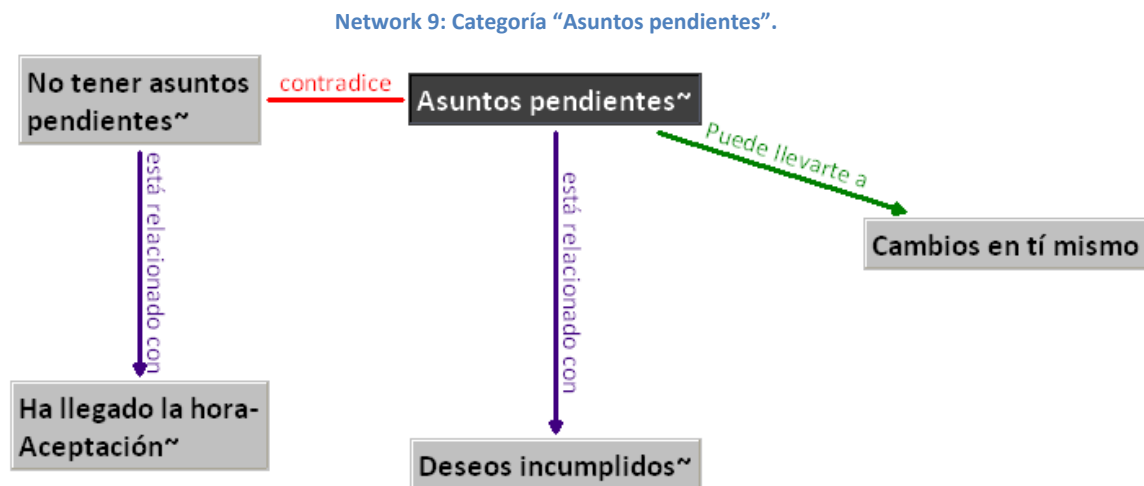 Network 9: Categoría “Asuntos pendientes”.
No tener asuntos
pendientes~
contradice
Asuntos pendientes~
Puede llevarte a
está relacionado con
está relacionado con
Cambios en tí mismo
Ha llegado la hora-
Aceptación~
Deseos incumplidos~